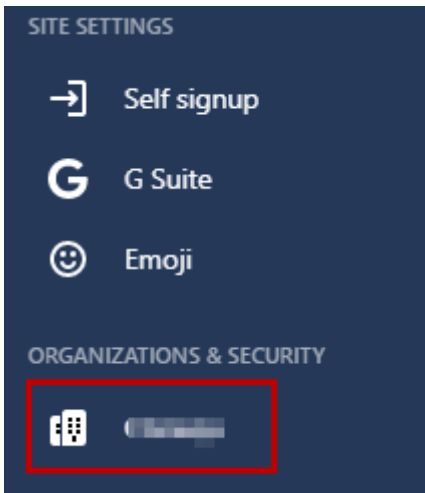 SITE SETTINGS
Self signup
G Suite
Emoji
ORGANIZATIONS & SECURITY